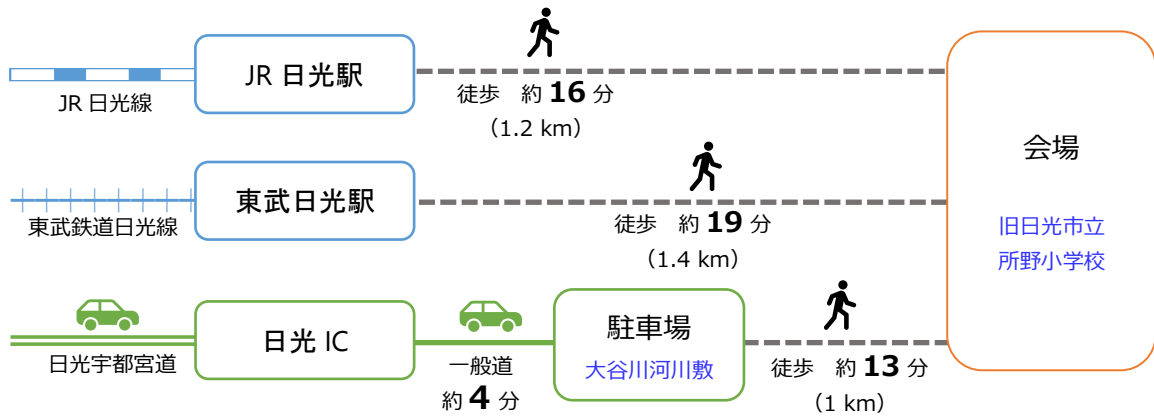 JR 日光駅
JR 日光線
徒歩 約 16 分
（1.2 km）
東武日光駅
東武鉄道日光線
徒歩 約 19 分
（1.4 km）
会場
旧日光市立
所野小学校
日光宇都宮道
日光 IC
一般道
約 4 分
駐車場
大谷川河川敷
徒歩 約 13 分
（1 km）